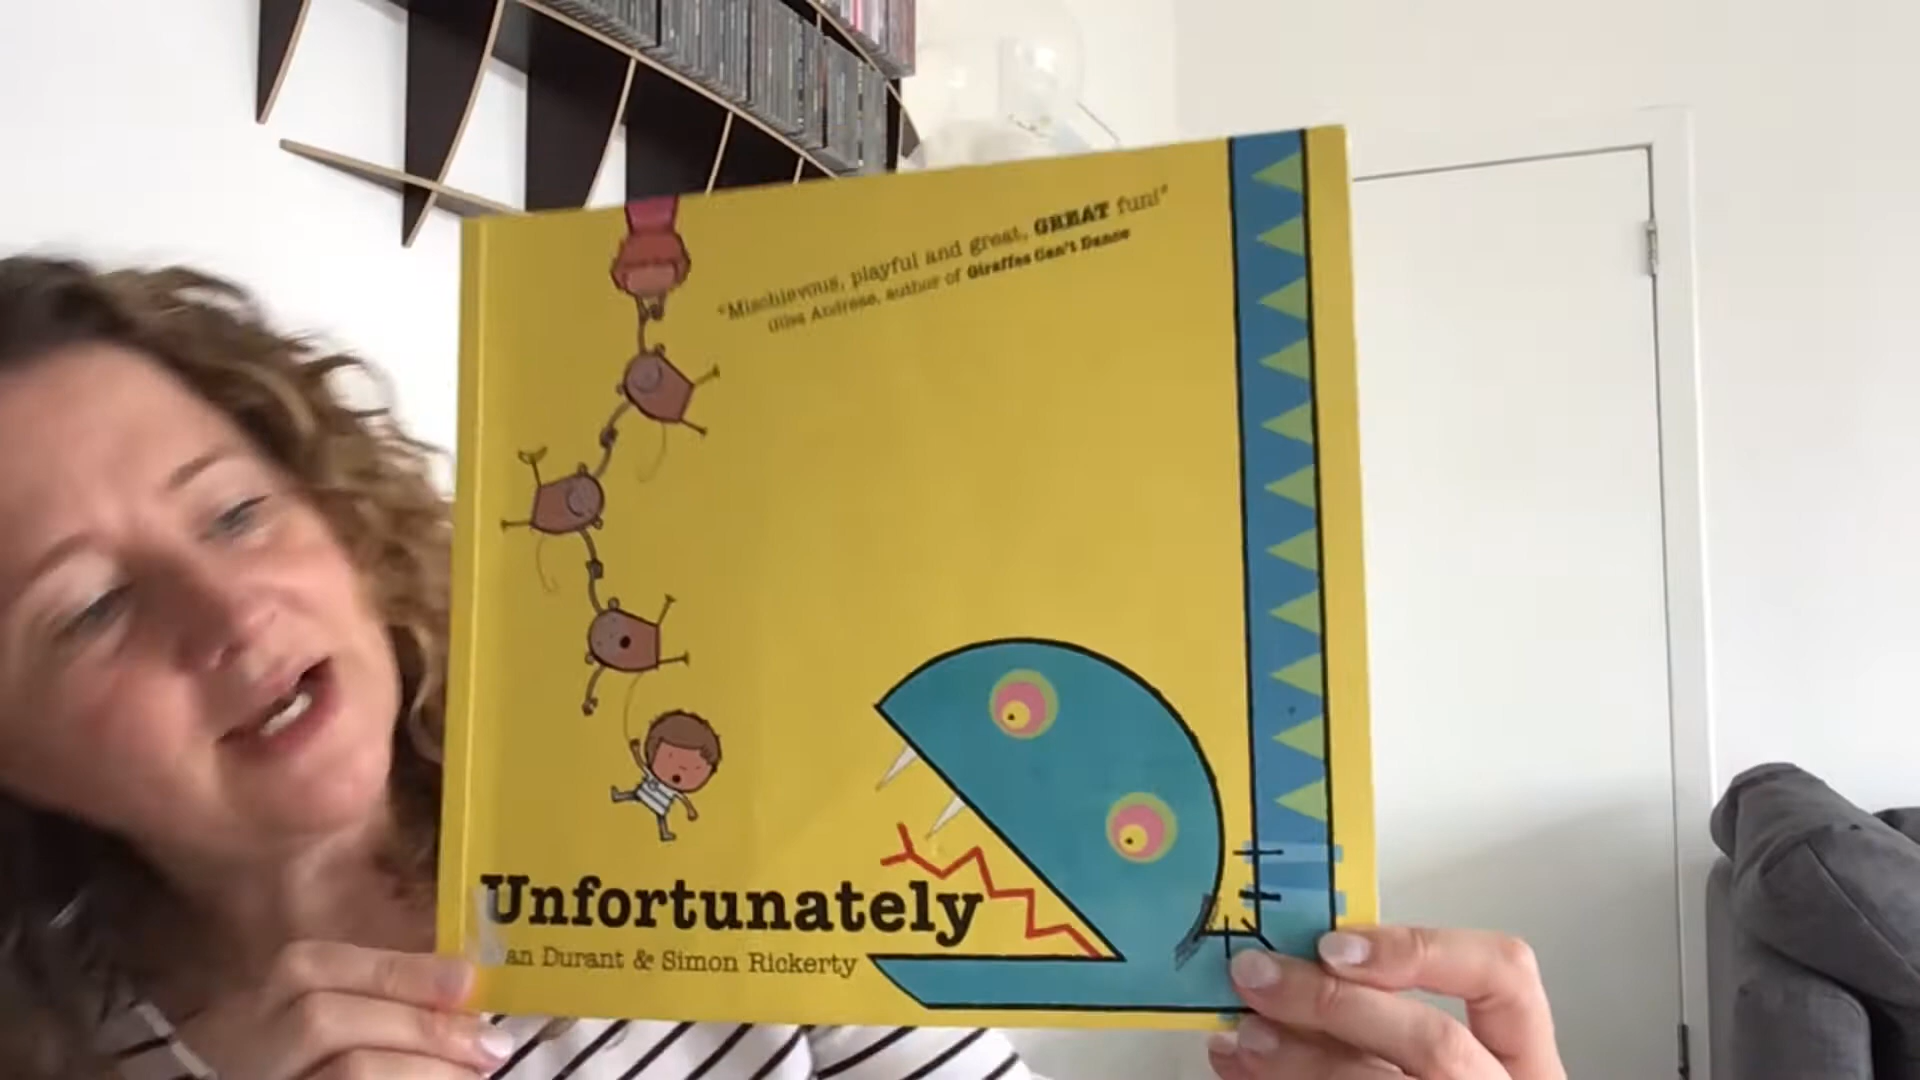 "Mischievous, playful and great, GREAT fun!"
Giles Andreae, author of Giraffes Can't Dance
Unfortunately
an Durant & Simon Rickerty